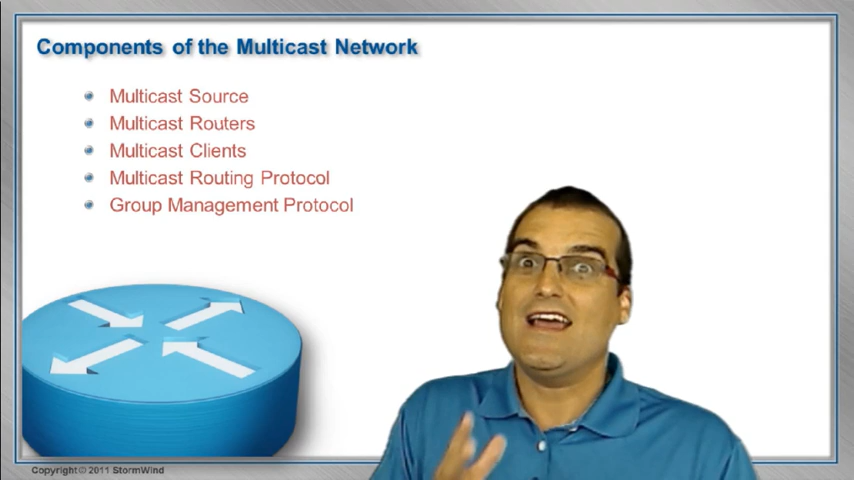 Components of the Multicast Network
Multicast Source
Multicast Routers
Multicast Clients
Multicast Routing Protocol
Group Management Protocol
Copyright © 2011 StormWind